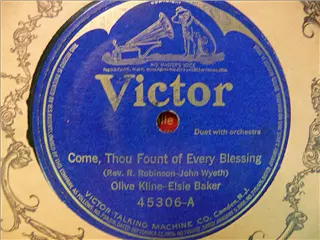 HIS MASTER'S VOICE
Victor
Duet with orchestra
Come, Thou Fount of Every Blessing
(Rev. R. Robinson-John Wyeth)
Olive Kline-Elsie Baker
45306-A
VICTOR TALKING MACHINE CO. Camden N.J.